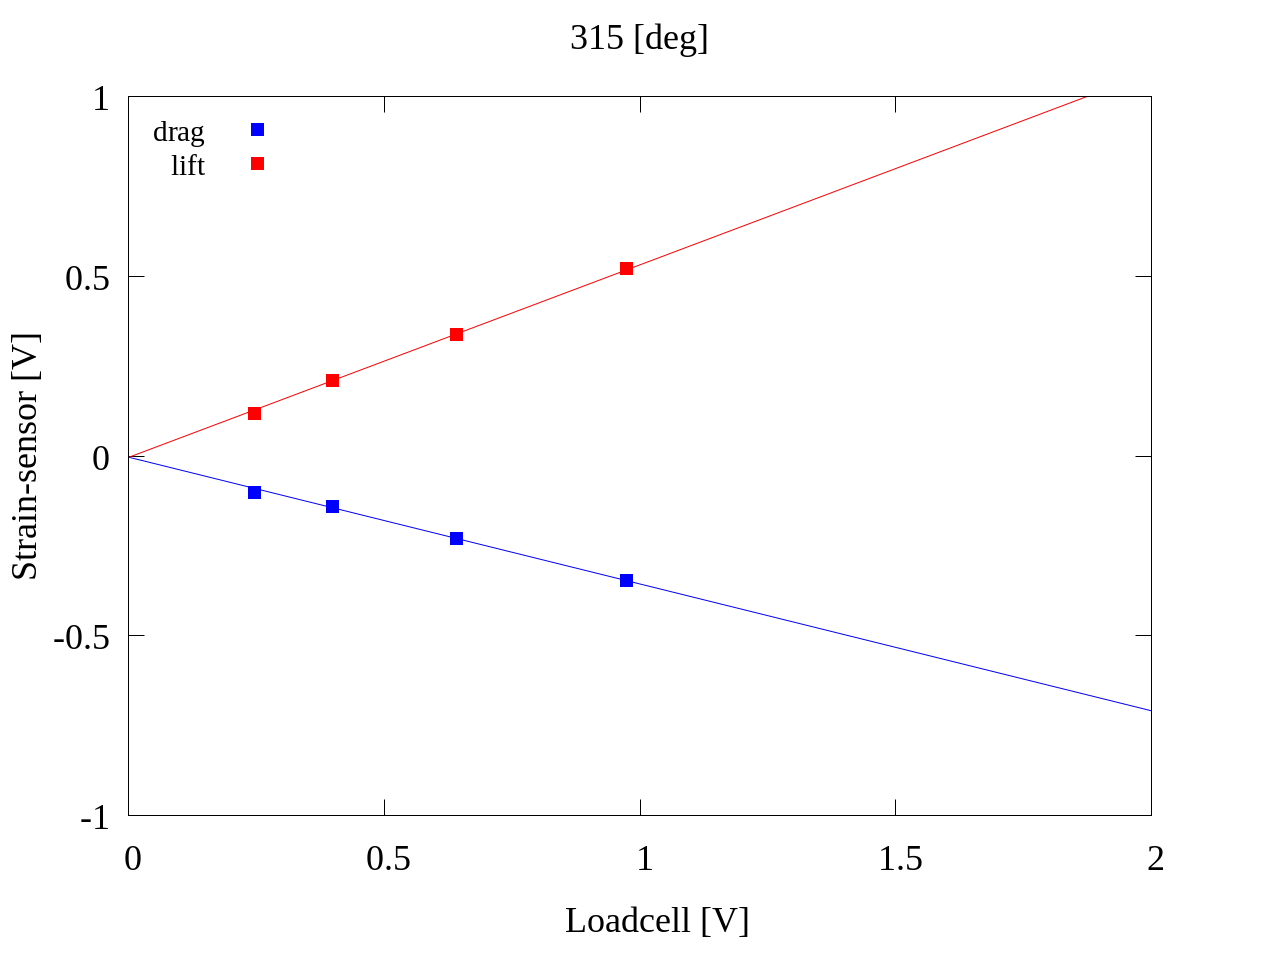 315 [deg]
drag
lift
1
0.5
0
-0.5
-1
Strain-sensor [V]
0 0.5 1 1.5 2
Loadcell [V]